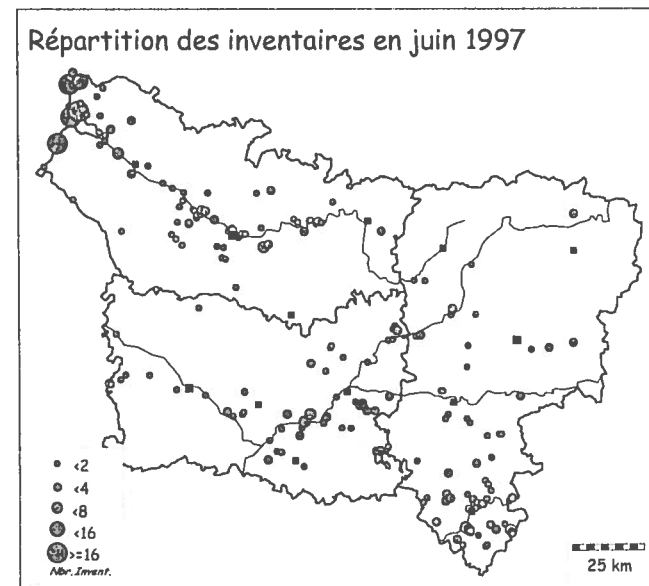 Répartition des inventaires en juin 1997
<2
<4
<8
<16
>=16
Nbr.Invent.
25 km